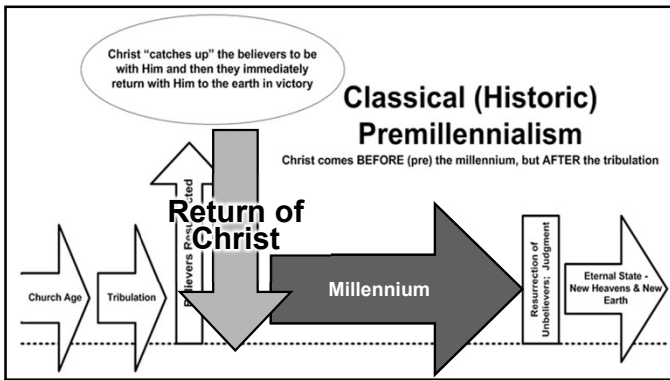 Christ “catches up” the believers to be
with Him and then they immediately
return with Him to the earth in victory
Classical (Historic)
Premillennialism
Christ comes BEFORE (pre) the millennium, but AFTER the tribulation
Church Age
Tribulation
Believers
Return of
Christ
Millennium
Resurrection of
Unbelievers; Judgment
Eternal State -
New Heavens & New
Earth